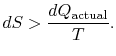 dS > dQ_actual / T.